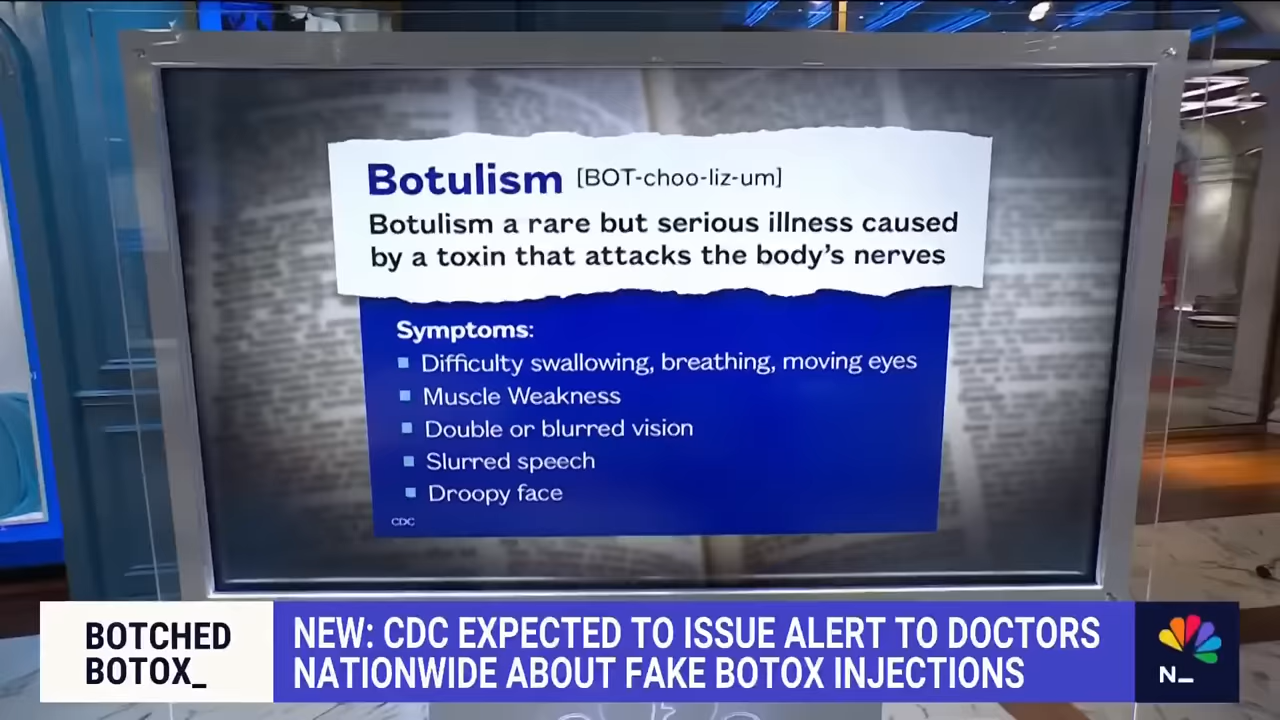 Botulism [BOT-choo-liz-um]
Botulism a rare but serious illness caused
by a toxin that attacks the body's nerves
Symptoms:
Difficulty swallowing, breathing, moving eyes
Muscle Weakness
Double or blurred vision
Slurred speech
Droopy face
CDC
BOTCHED
BOTOX_
NEW: CDC EXPECTED TO ISSUE ALERT TO DOCTORS
NATIONWIDE ABOUT FAKE BOTOX INJECTIONS
N_